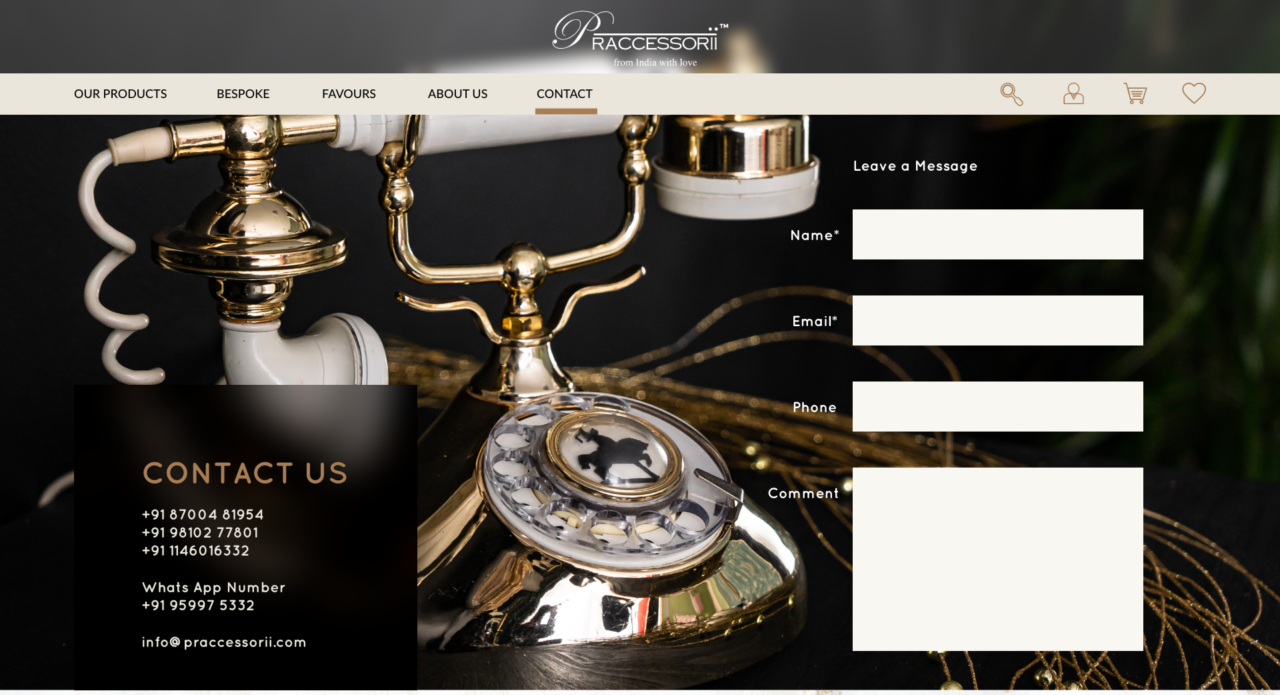 PRACCESSORii™
from India with love
OUR PRODUCTS
BESPOKE
FAVOURS
ABOUT US
CONTACT
Leave a Message
Name*
Email*
Phone
Comment
CONTACT US
+91 87004 81954
+91 98102 77801
+91 1146016332
Whats App Number
+91 95997 5332
info@praccessorii.com